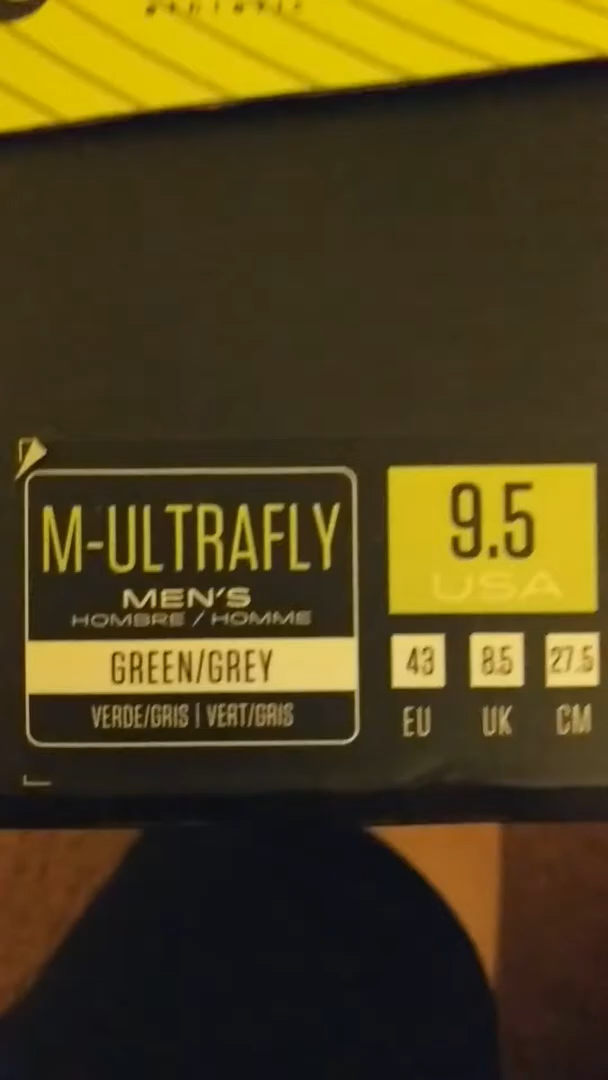 M-ULTRAFLY
MEN'S
HOMBRE / HOMME
GREEN/GREY
VERDE/GRIS | VERT/GRIS
9.5
USA
43 8.5 27.5
EU UK CM